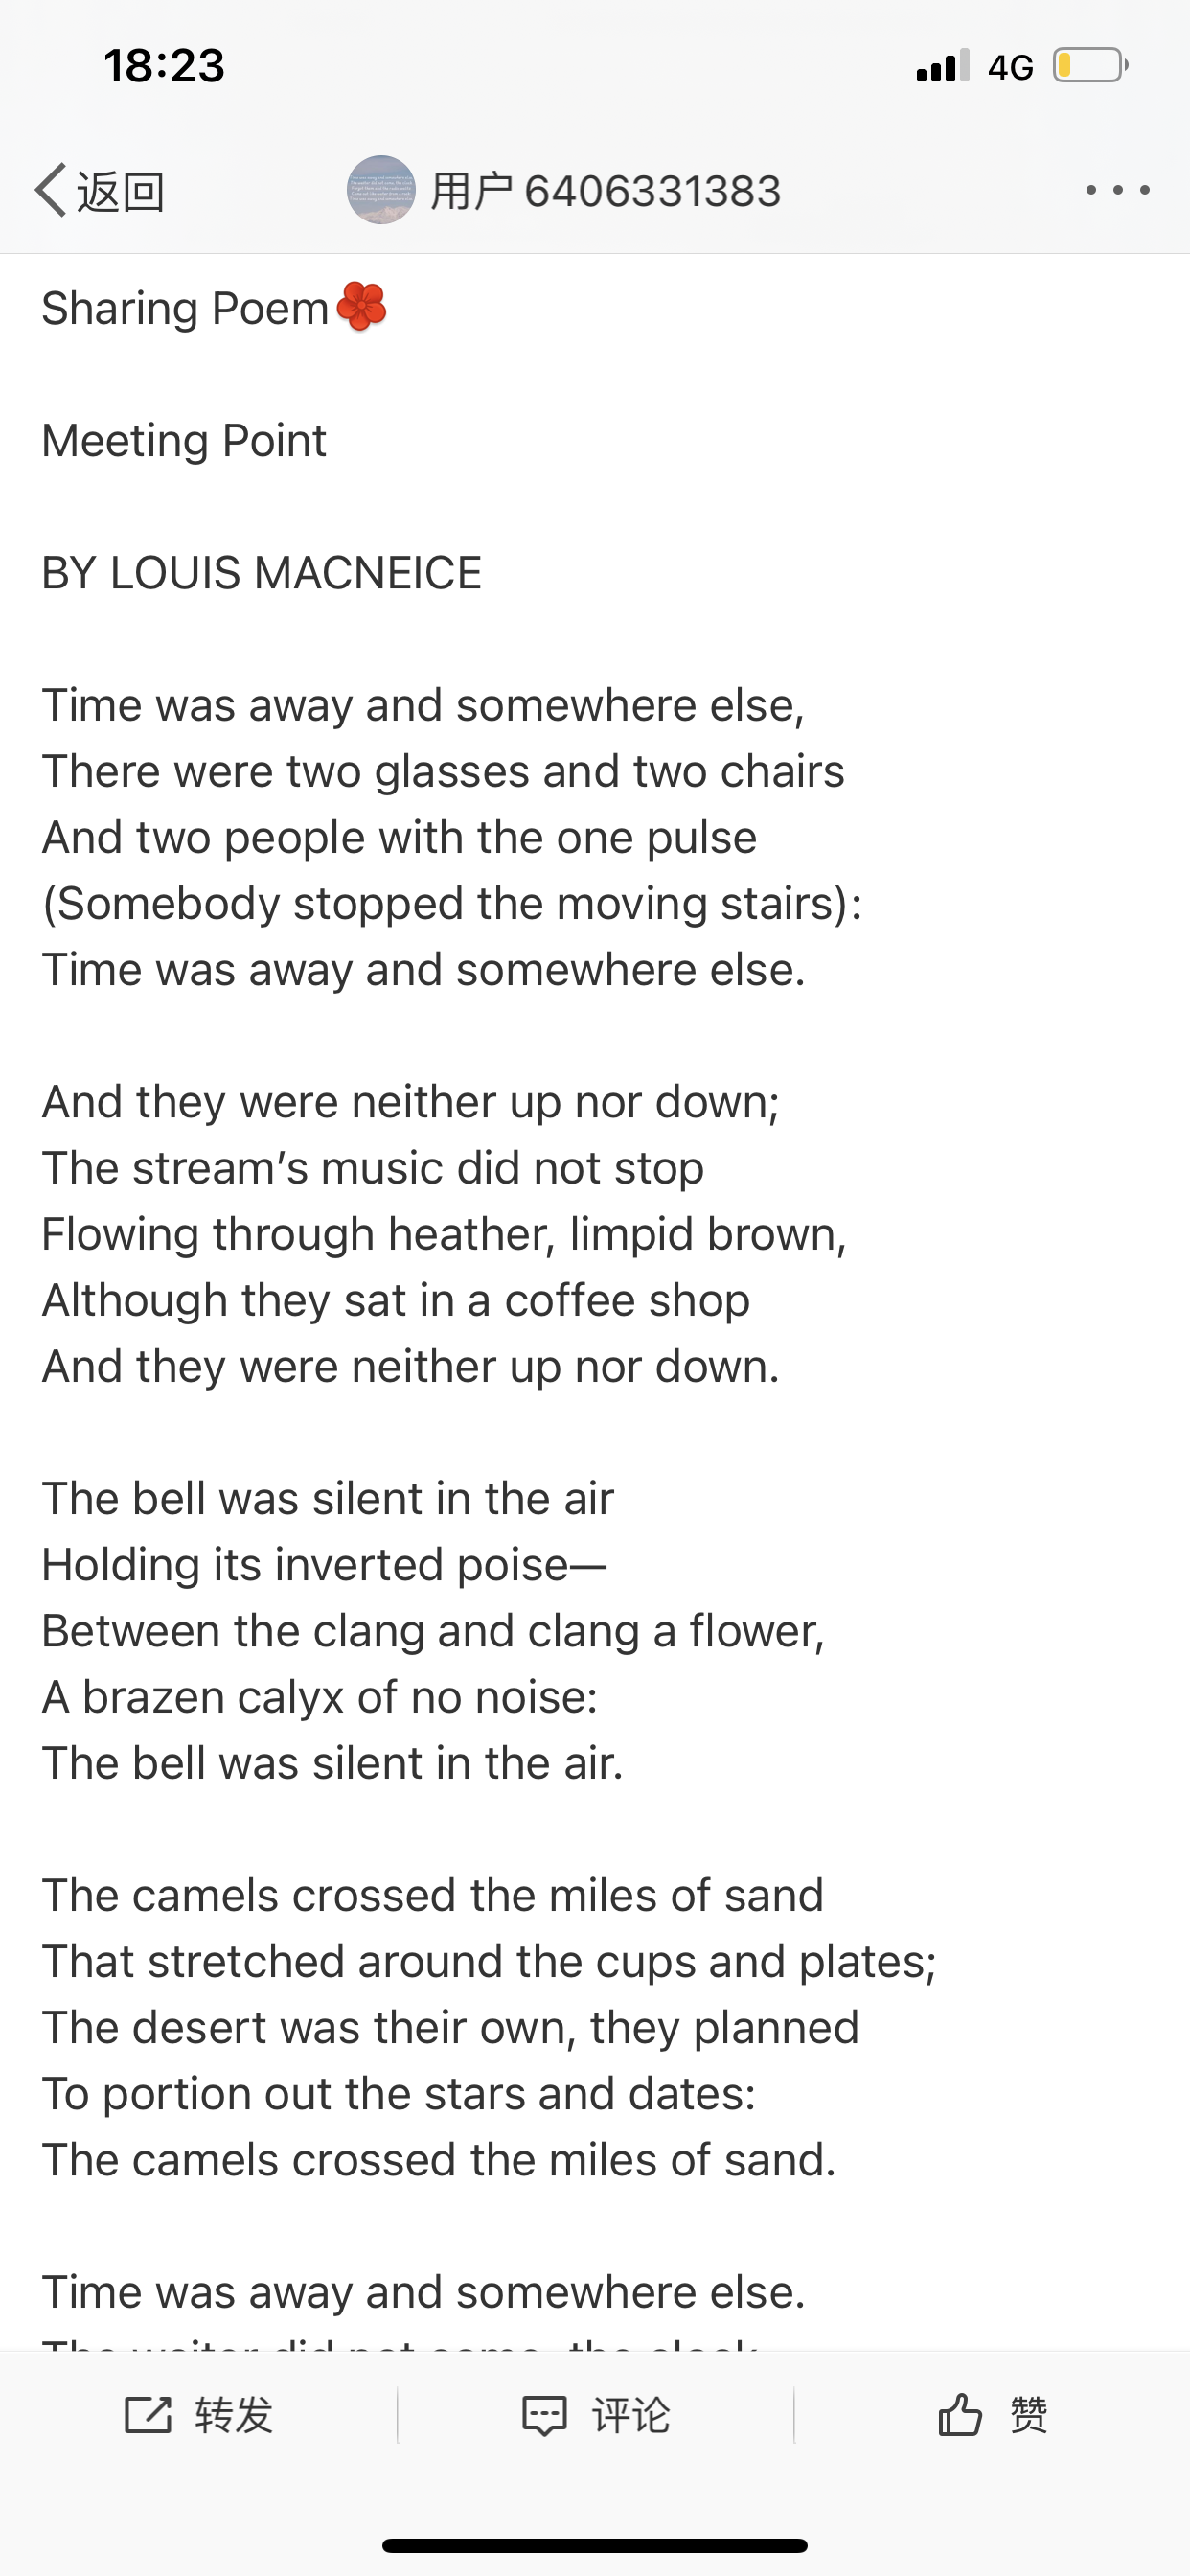 18:23
4G
返回
用户6406331383
Sharing Poem
Meeting Point
BY LOUIS MACNEICE
Time was away and somewhere else,
There were two glasses and two chairs
And two people with the one pulse
(Somebody stopped the moving stairs):
Time was away and somewhere else.
And they were neither up nor down;
The stream’s music did not stop
Flowing through heather, limpid brown,
Although they sat in a coffee shop
And they were neither up nor down.
The bell was silent in the air
Holding its inverted poise—
Between the clang and clang a flower,
A brazen calyx of no noise:
The bell was silent in the air.
The camels crossed the miles of sand
That stretched around the cups and plates;
The desert was their own, they planned
To portion out the stars and dates:
The camels crossed the miles of sand.
Time was away and somewhere else.
The waiter did not come, the clock
转发
评论
赞